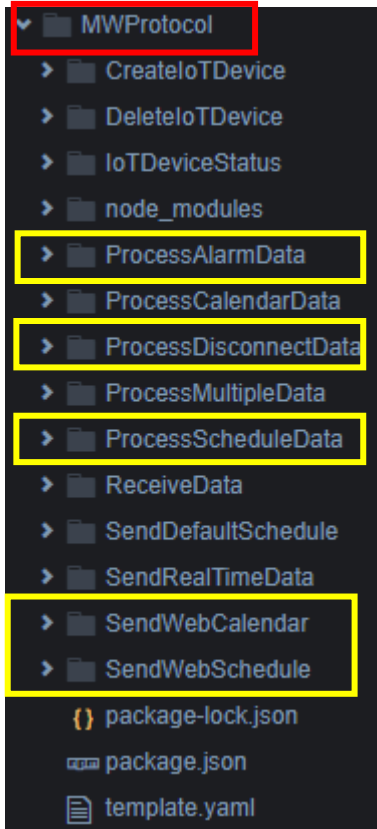 MWProtocol
CreateIoTDevice
DeleteIoTDevice
IoTDeviceStatus
node_modules
ProcessAlarmData
ProcessCalendarData
ProcessDisconnectData
ProcessMultipleData
ProcessScheduleData
ReceiveData
SendDefaultSchedule
SendRealTimeData
SendWebCalendar
SendWebSchedule
{} package-lock.json
package.json
template.yaml